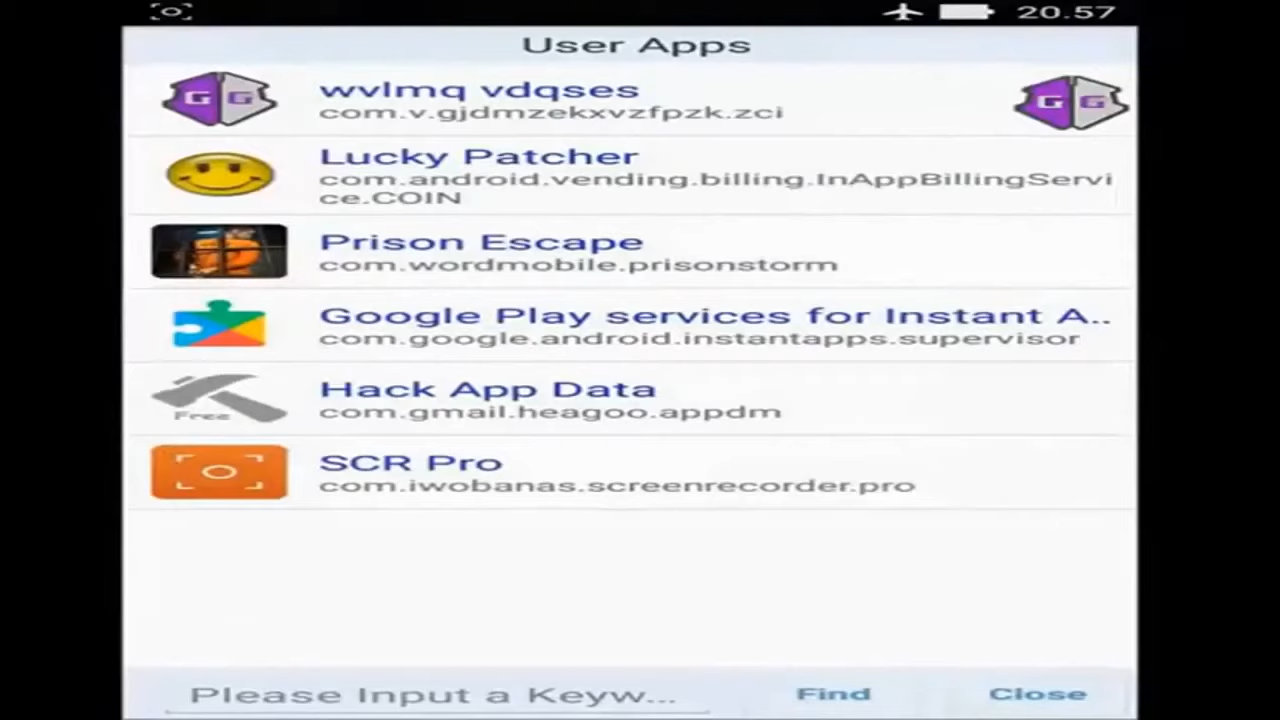 20.57
User Apps
G G
wvlmq vdqses
com.v.gjdmzekxvzfpzk.zci
G G
Lucky Patcher
com.android.vending.billing.InAppBillingServi
ce.COIN
Prison Escape
com.wordmobile.prisonstorm
Google Play services for Instant A..
com.google.android.instantapps.supervisor
Free
Hack App Data
com.gmail.heagoo.appdm
SCR Pro
com.iwobanas.screenrecorder.pro
Please Input a Keyw... Find Close